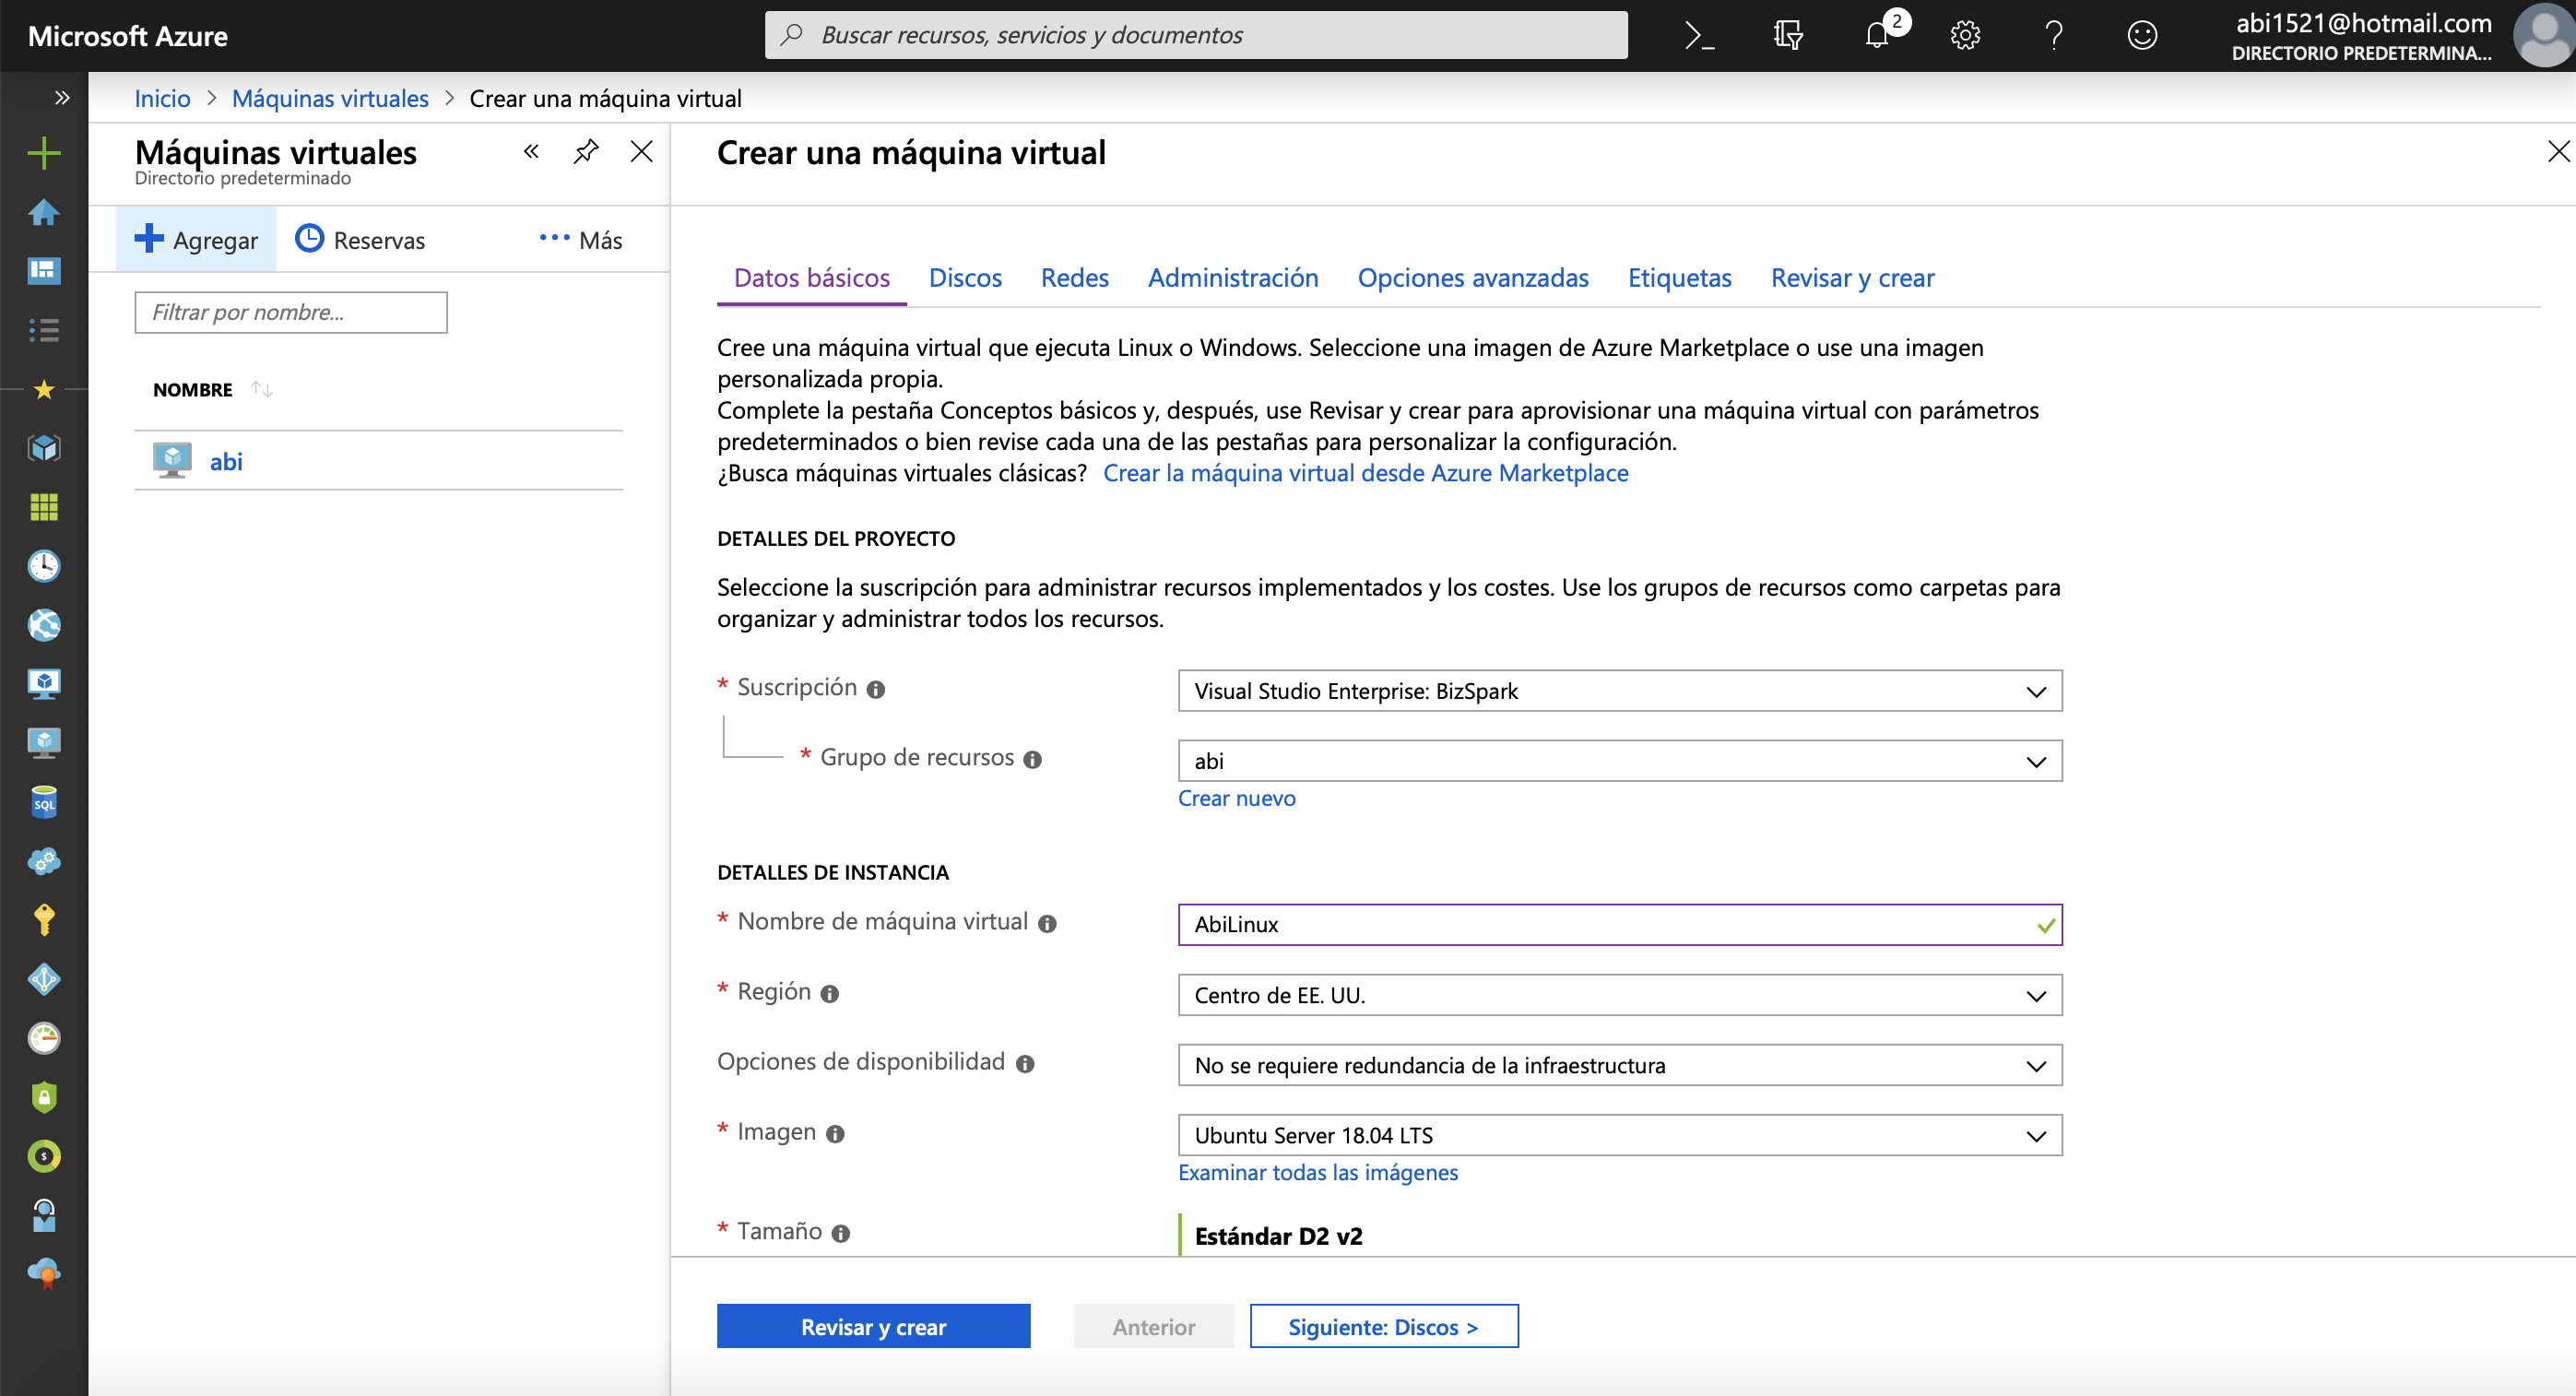 Microsoft Azure
Buscar recursos, servicios y documentos
2
abi1521@hotmail.com
DIRECTORIO PREDETERMINA...
Inicio > Máquinas virtuales > Crear una máquina virtual
Máquinas virtuales
Directorio predeterminado
Agregar
Reservas
Más
Filtrar por nombre...
NOMBRE
abi
Crear una máquina virtual
Datos básicos Discos Redes Administración Opciones avanzadas Etiquetas Revisar y crear
Cree una máquina virtual que ejecuta Linux o Windows. Seleccione una imagen de Azure Marketplace o use una imagen
personalizada propia.
Complete la pestaña Conceptos básicos y, después, use Revisar y crear para aprovisionar una máquina virtual con parámetros
predeterminados o bien revise cada una de las pestañas para personalizar la configuración.
¿Busca máquinas virtuales clásicas? Crear la máquina virtual desde Azure Marketplace
DETALLES DEL PROYECTO
Seleccione la suscripción para administrar recursos implementados y los costes. Use los grupos de recursos como carpetas para
organizar y administrar todos los recursos.
* Suscripción
Visual Studio Enterprise: BizSpark
* Grupo de recursos
abi
Crear nuevo
DETALLES DE INSTANCIA
* Nombre de máquina virtual
AbiLinux
* Región
Centro de EE. UU.
Opciones de disponibilidad
No se requiere redundancia de la infraestructura
* Imagen
Ubuntu Server 18.04 LTS
Examinar todas las imágenes
* Tamaño
Estándar D2 v2
Revisar y crear
Anterior
Siguiente: Discos >
SQL